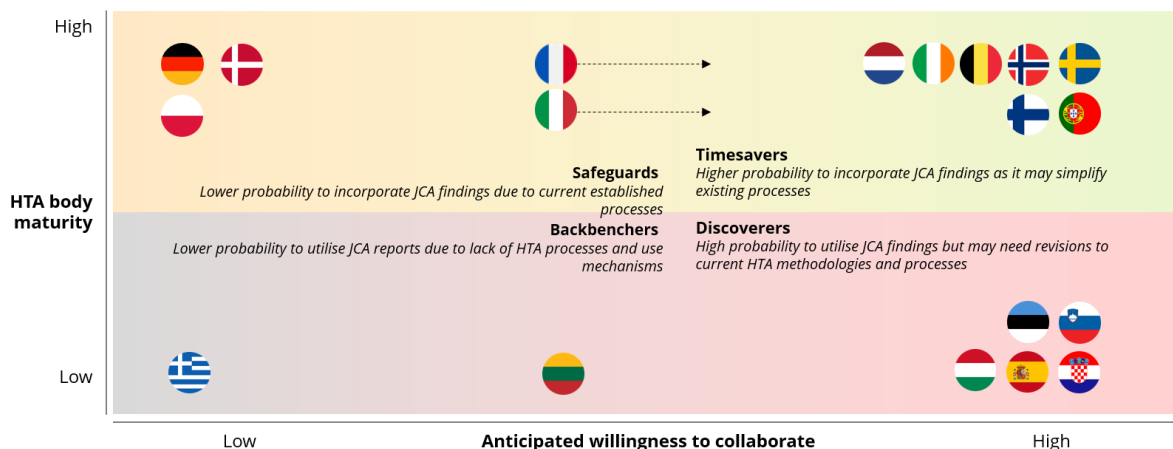 High
Timesavers
Higher probability to incorporate JCA findings as it may simplify
existing processes
Safeguards
Lower probability to incorporate JCA findings due to current established
processes
HTA body
maturity
Backbenchers
Lower probability to utilise JCA reports due to lack of HTA processes and use
mechanisms
Discoverers
High probability to utilise JCA findings but may need revisions to
current HTA methodologies and processes
Low
Low
Anticipated willingness to collaborate
High